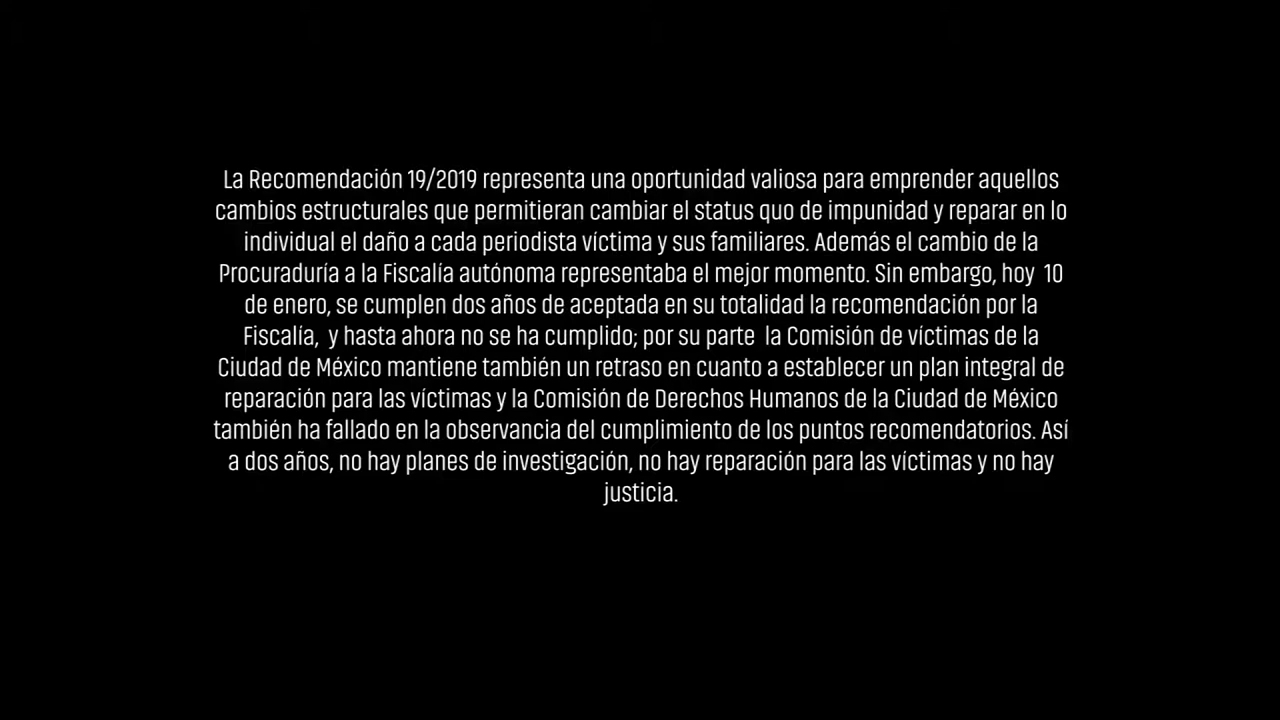 La Recomendación 19/2019 representa una oportunidad valiosa para emprender aquellos
cambios estructurales que permitieran cambiar el status quo de impunidad y reparar en lo
individual el daño a cada periodista víctima y sus familiares. Además el cambio de la
Procuraduría a la Fiscalía autónoma representaba el mejor momento. Sin embargo, hoy  10
de enero, se cumplen dos años de aceptada en su totalidad la recomendación por la
Fiscalía,  y hasta ahora no se ha cumplido; por su parte  la Comisión de víctimas de la
Ciudad de México mantiene también un retraso en cuanto a establecer un plan integral de
reparación para las víctimas y la Comisión de Derechos Humanos de la Ciudad de México
también ha fallado en la observancia del cumplimiento de los puntos recomendatorios. Así
a dos años, no hay planes de investigación, no hay reparación para las víctimas y no hay
justicia.